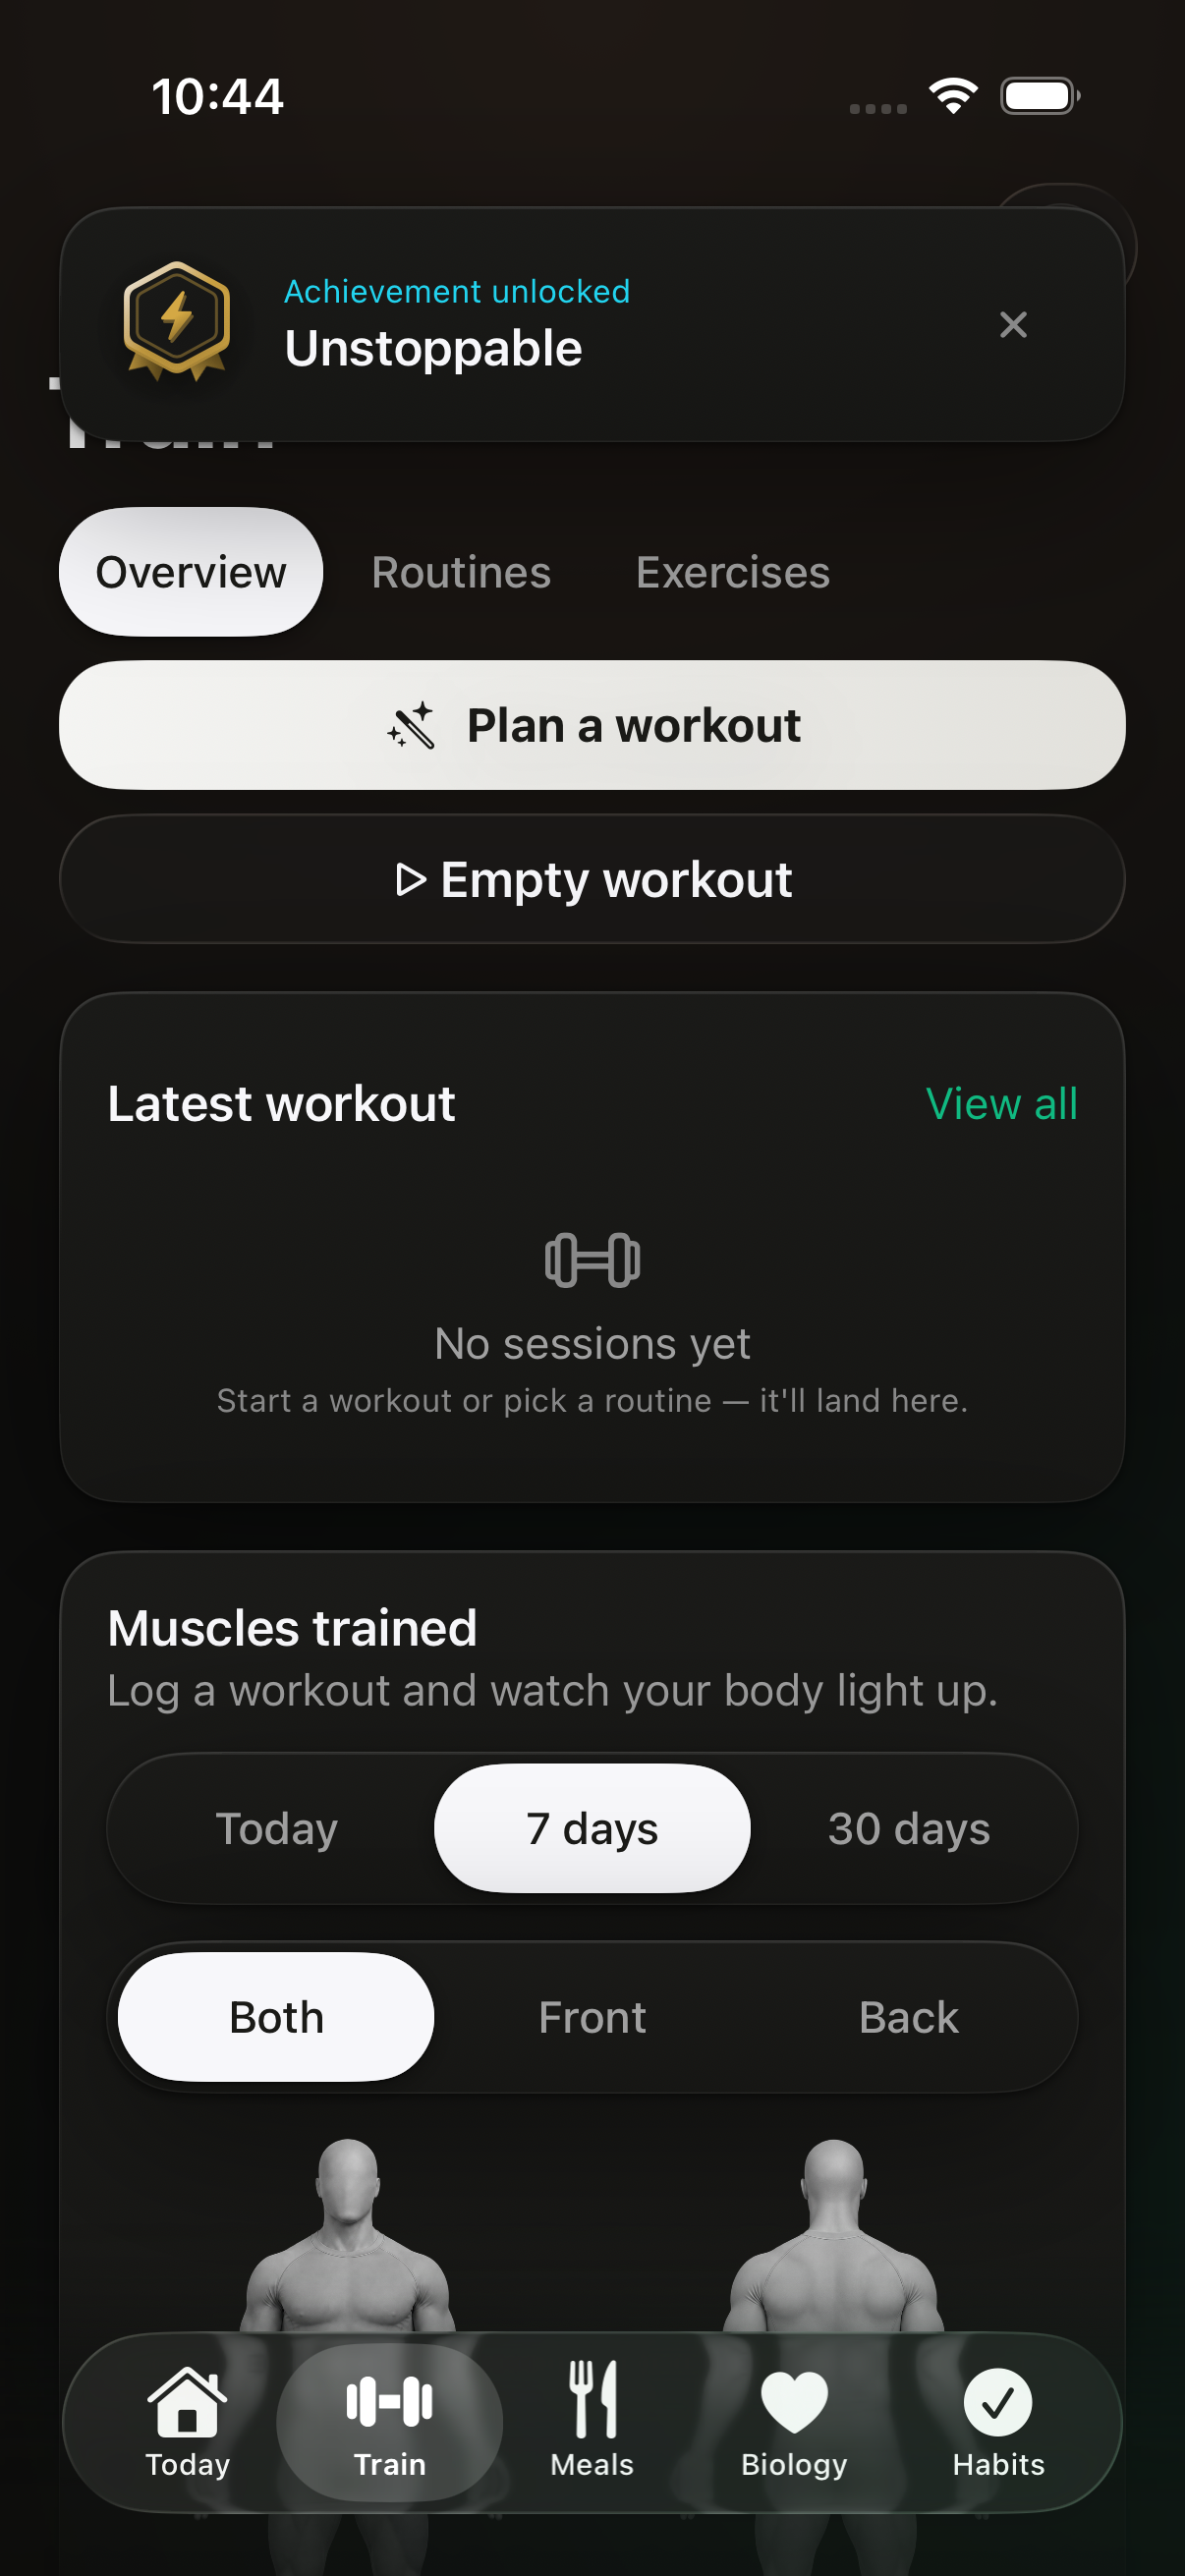 10:44
Achievement unlocked
Unstoppable
Train
Overview
Routines
Exercises
Plan a workout
Empty workout
Latest workout
View all
No sessions yet
Start a workout or pick a routine — it'll land here.
Muscles trained
Log a workout and watch your body light up.
Today
7 days
30 days
Both
Front
Back
Today
Train
Meals
Biology
Habits